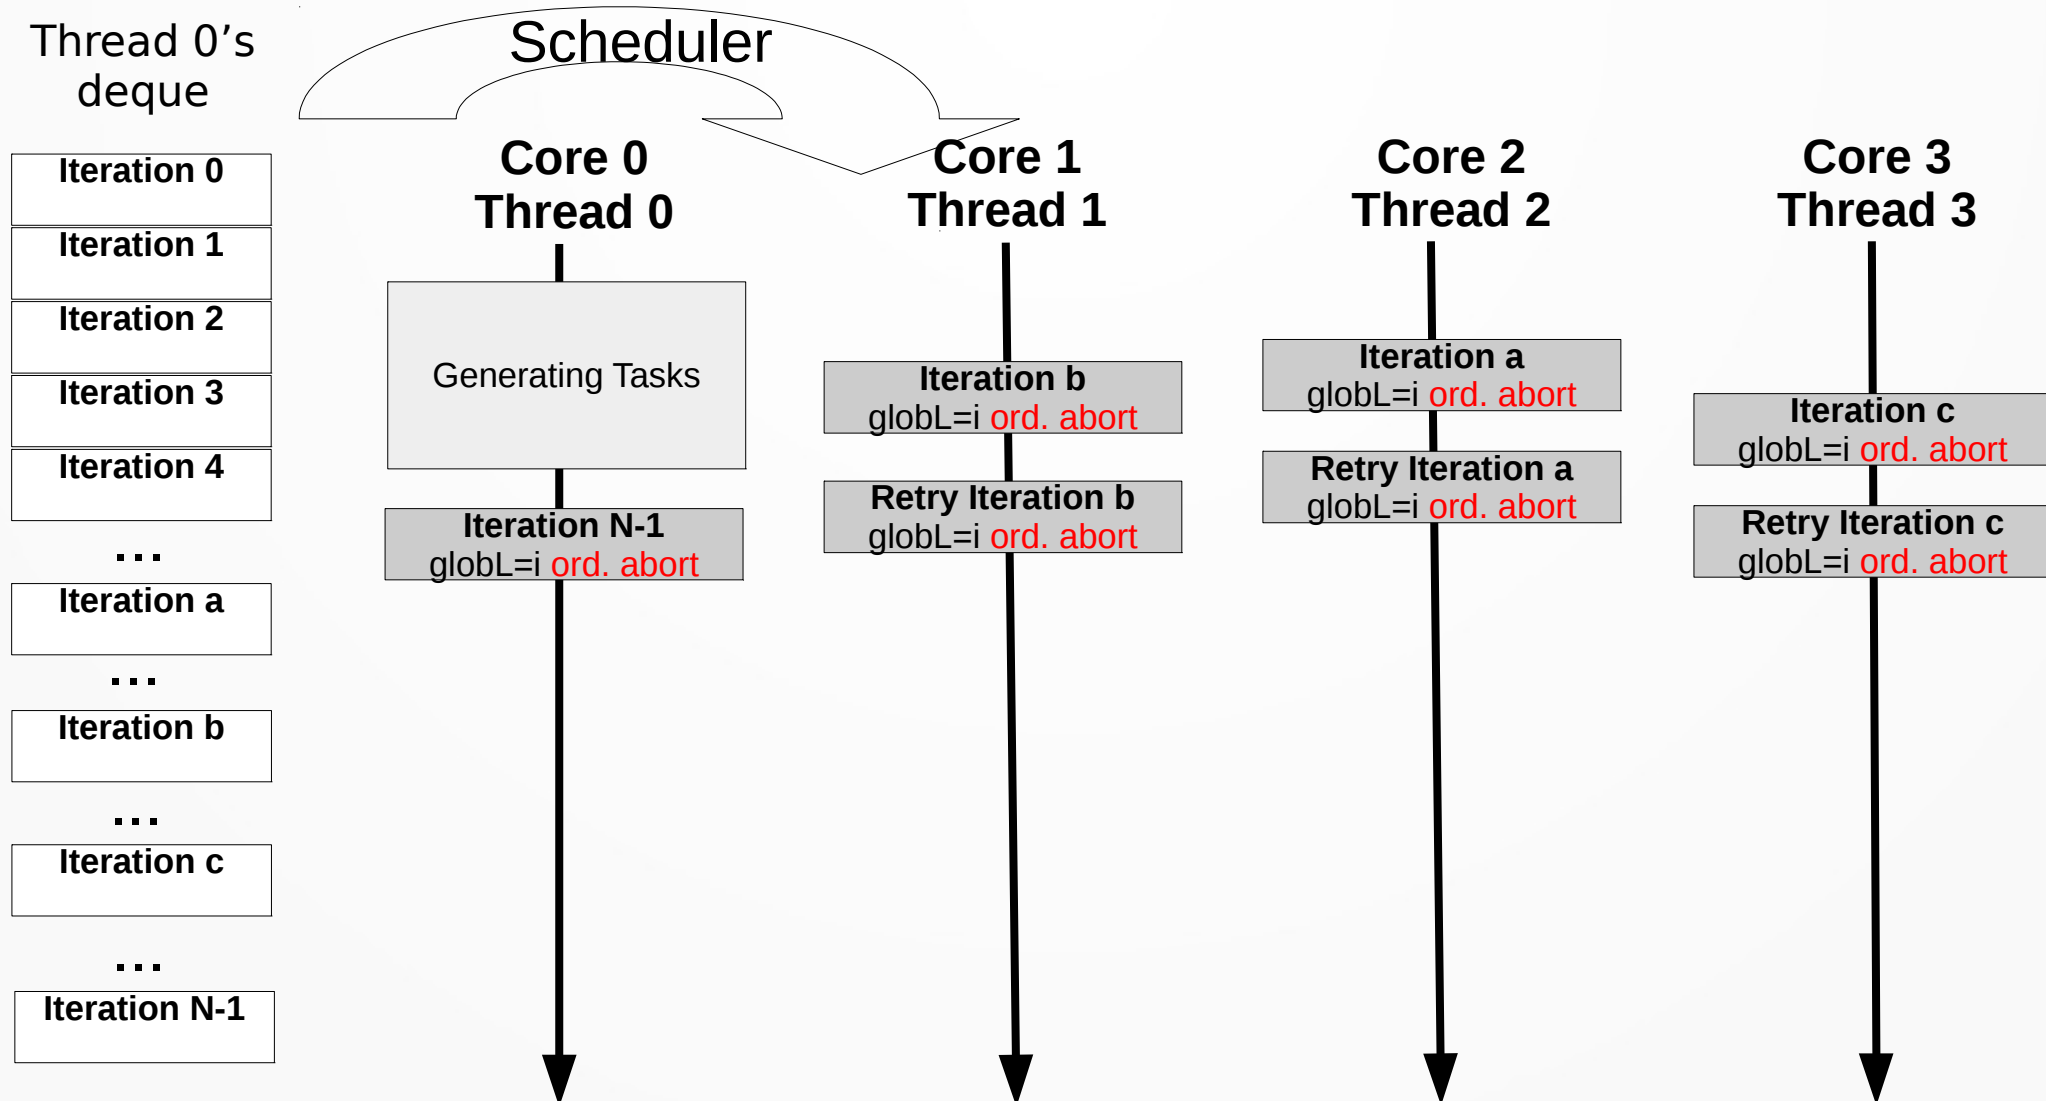 Thread 0’s
deque
Scheduler
Iteration 0
Iteration 1
Iteration 2
Iteration 3
Iteration 4
...
Iteration a
...
Iteration b
...
Iteration c
...
Iteration N-1
Core 0
Thread 0
Generating Tasks
Iteration N-1
globL=i ord. abort
Core 1
Thread 1
Iteration b
globL=i ord. abort
Retry Iteration b
globL=i ord. abort
Core 2
Thread 2
Iteration a
globL=i ord. abort
Retry Iteration a
globL=i ord. abort
Core 3
Thread 3
Iteration c
globL=i ord. abort
Retry Iteration c
globL=i ord. abort